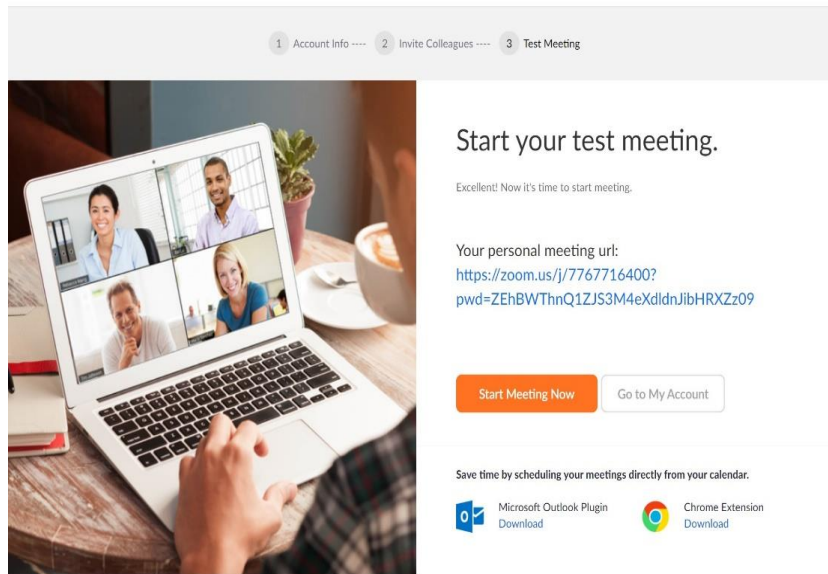 1 Account Info ---- 2 Invite Colleagues ---- 3 Test Meeting
Start your test meeting.
Excellent! Now it's time to start meeting.
Your personal meeting url:
https://zoom.us/j/7767716400?
pwd=ZEhBWThnQ1ZJS3M4eXdldnJibHRXZz09
Start Meeting Now
Go to My Account
Save time by scheduling your meetings directly from your calendar.
Microsoft Outlook Plugin
Download
Chrome Extension
Download